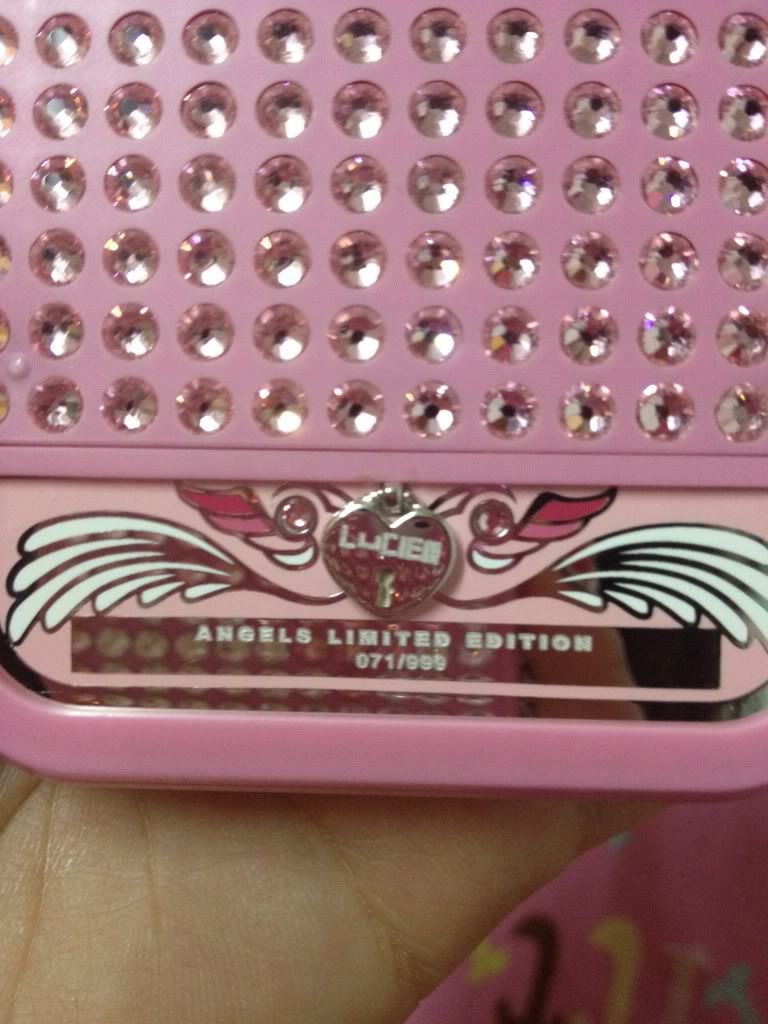 LUCIEN
ANGELS LIMITED EDITION
071/999